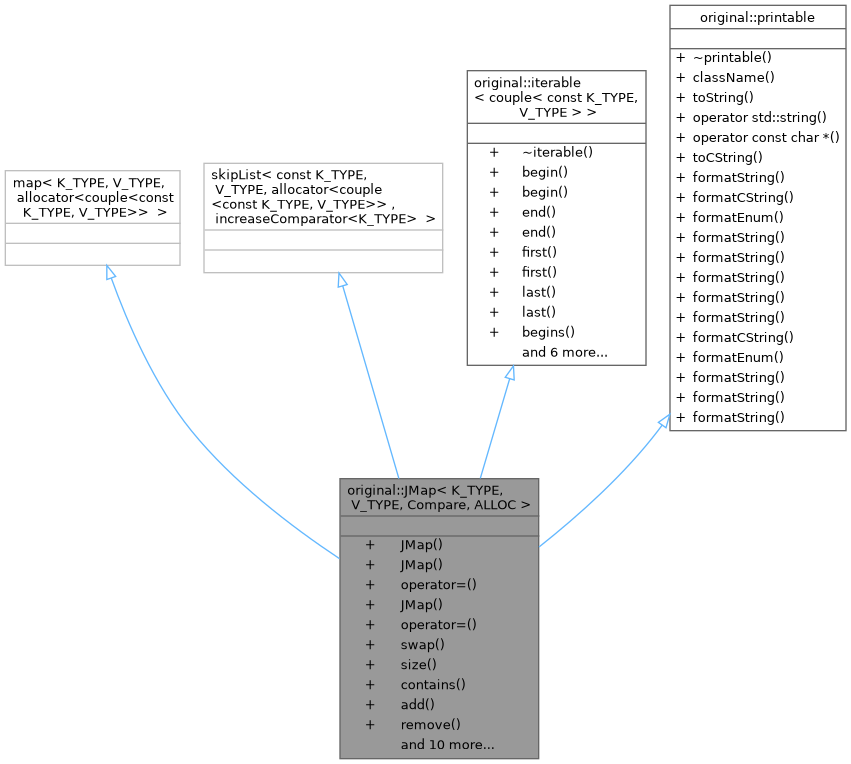 original::printable
+ ~printable()
+ className()
+ toString()
+ operator std::string()
+ operator const char *()
+ toCString()
+ formatString()
+ formatCString()
+ formatEnum()
+ formatString()
+ formatString()
+ formatString()
+ formatString()
+ formatString()
+ formatCString()
+ formatEnum()
+ formatString()
+ formatString()
+ formatString()
original::iterable
< couple< const K_TYPE,
V_TYPE > >
+ ~iterable()
+ begin()
+ begin()
+ end()
+ end()
+ first()
+ first()
+ last()
+ last()
+ begins()
and 6 more...
skipList< const K_TYPE,
V_TYPE, allocator<couple
<const K_TYPE, V_TYPE>> ,
increaseComparator<K_TYPE> >
map< K_TYPE, V_TYPE,
allocator<couple<const
K_TYPE, V_TYPE>> >
original::JMap< K_TYPE,
V_TYPE, Compare, ALLOC >
+ JMap()
+ JMap()
+ operator=()
+ JMap()
+ operator=()
+ swap()
+ size()
+ contains()
+ add()
+ remove()
and 10 more...